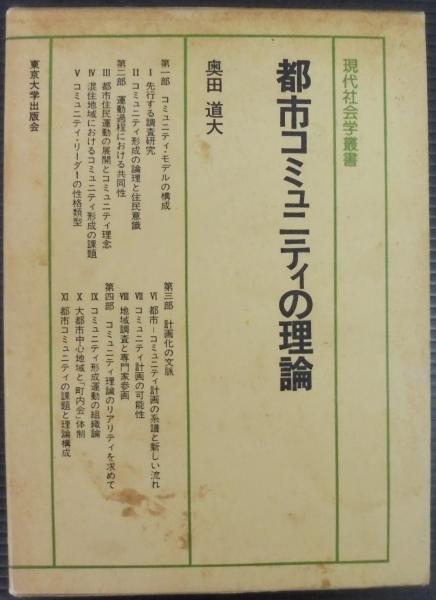 現代社会学叢書
都市コミュニティの理論
奥田 道大
第一部 コミュニティ・モデルの構成
Ⅰ 先行する調査研究
Ⅱ コミュニティ形成の論理と住民意識
第二部 運動過程における共同性
Ⅲ 都市住民運動の展開とコミュニティ理念
Ⅳ 混住地域におけるコミュニティ形成の課題
Ⅴ コミュニティ・リーダーの性格類型
第三部 計画化の文脈
Ⅵ 都市−コミュニティ計画の系譜と新しい流れ
Ⅶ コミュニティ計画の可能性
Ⅷ 地域調査と専門家参画
第四部 コミュニティ理論のリアリティを求めて
Ⅸ コミュニティ形成運動の組織論
Ⅹ 大都市中心地域と「町内会」体制
Ⅺ 都市コミュニティの課題と理論構成
東京大学出版会